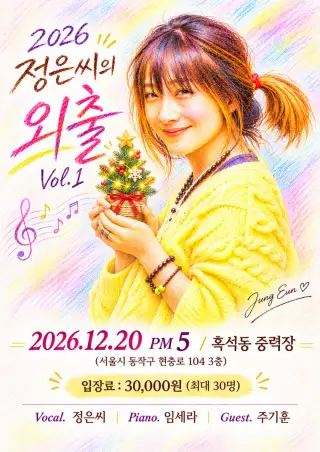 2026
정은씨의
외출
Vol.1
Jung Eun ♡
2026.12.20 PM 5 / 흑석동 중력장
(서울시 동작구 현충로 104 3층)
입장료 : 30,000원 (최대 30명)
Vocal. 정은씨 | Piano. 임세라 | Guest. 주기훈